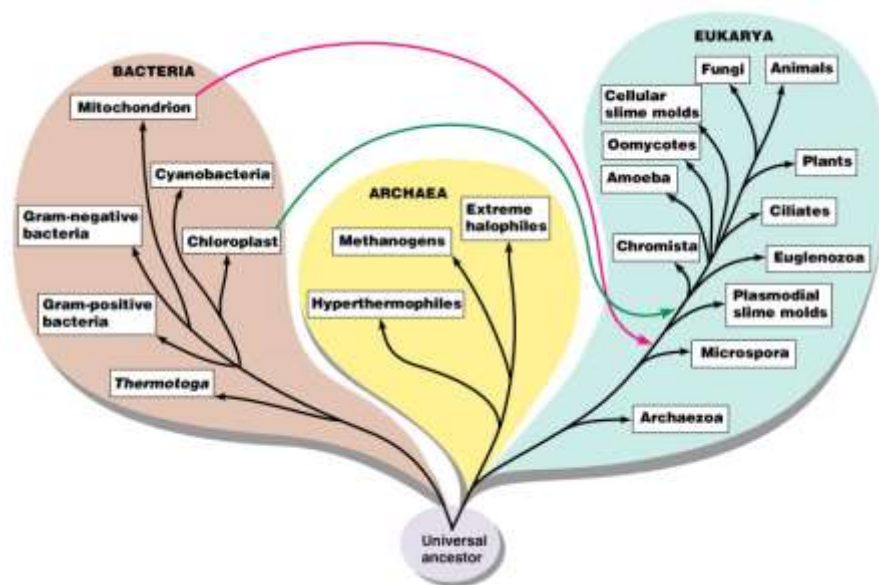 BACTERIA
Mitochondrion
Cyanobacteria
Gram-negative
bacteria
Chloroplast
Gram-positive
bacteria
Thermotoga
ARCHAEA
Extreme
halophiles
Methanogens
Hyperthermophiles
EUKARYA
Fungi
Animals
Cellular
slime molds
Oomycotes
Plants
Amoeba
Ciliates
Chromista
Euglenozoa
Plasmodial
slime molds
Microspora
Archaezoa
Universal
ancestor